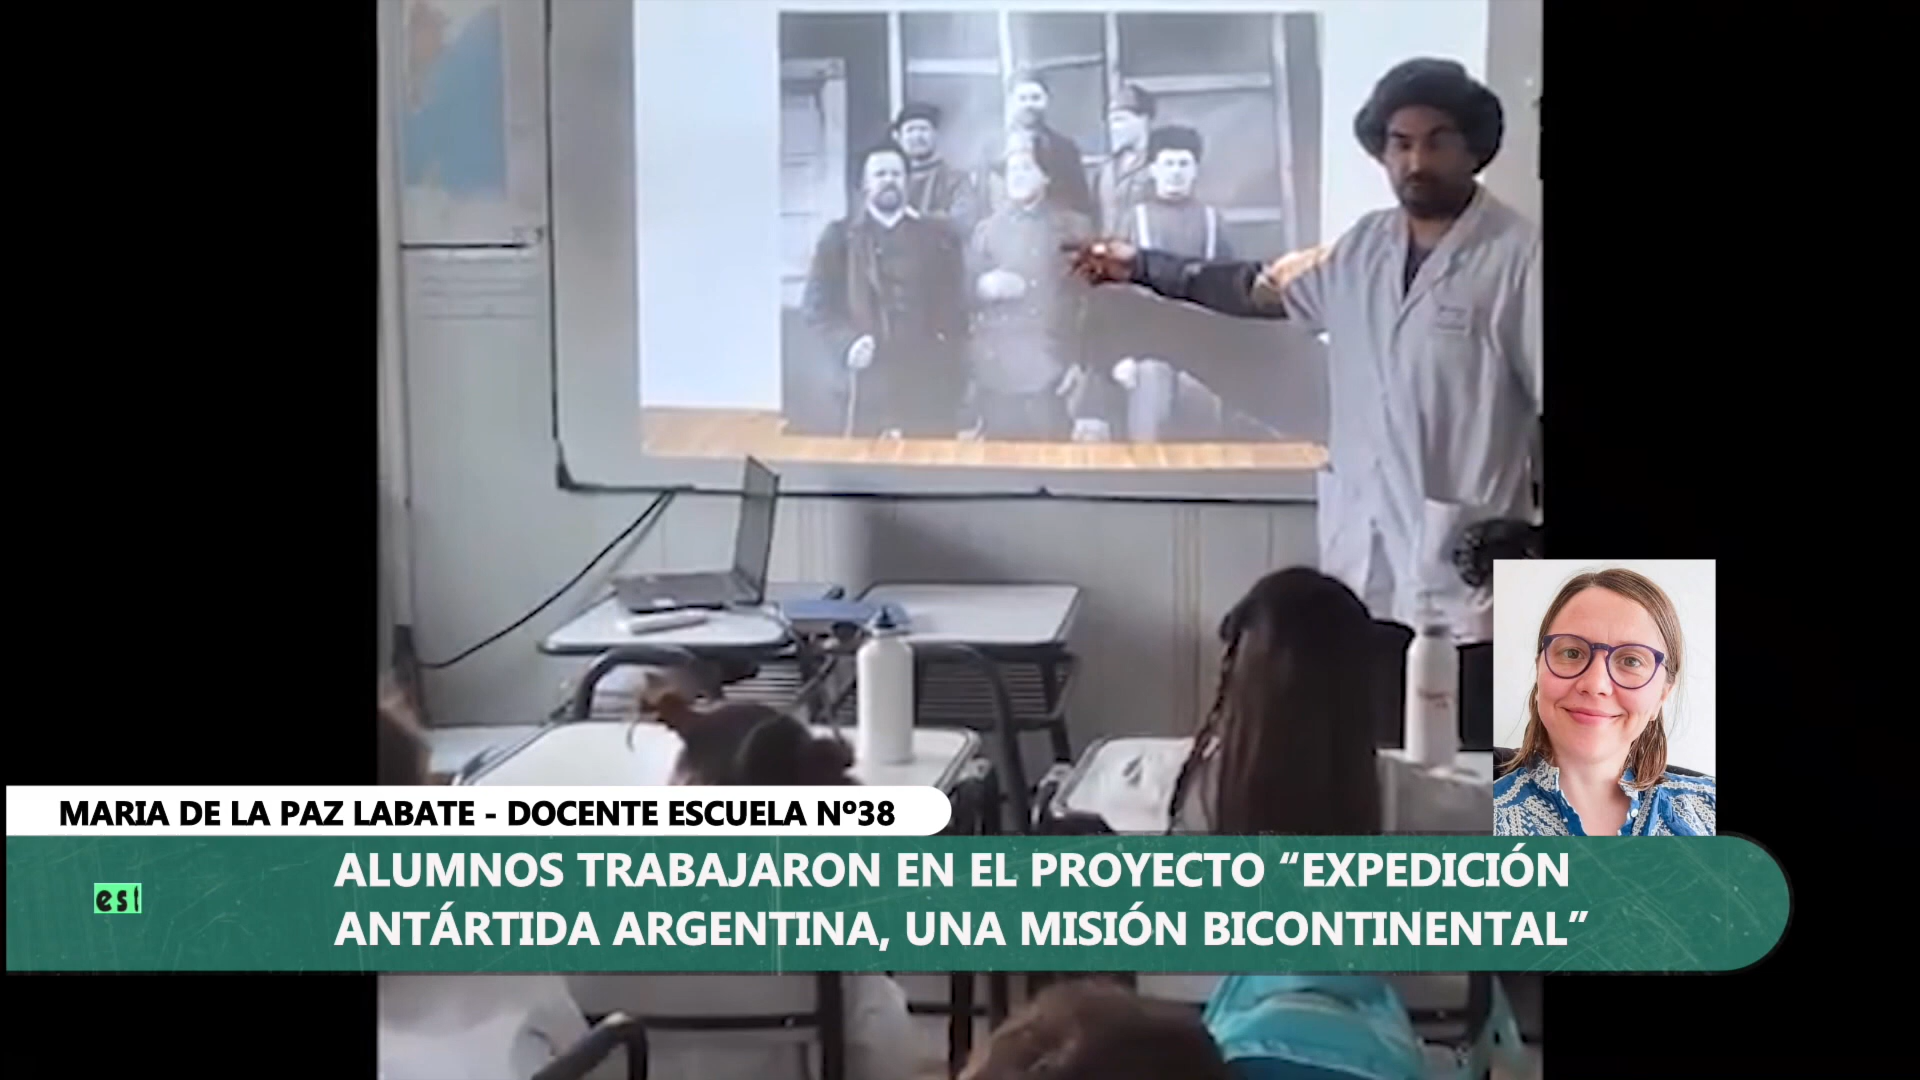 MARIA DE LA PAZ LABATE - DOCENTE ESCUELA Nº38
ALUMNOS TRABAJARON EN EL PROYECTO “EXPEDICIÓN
ANTÁRTIDA ARGENTINA, UNA MISIÓN BICONTINENTAL”
est